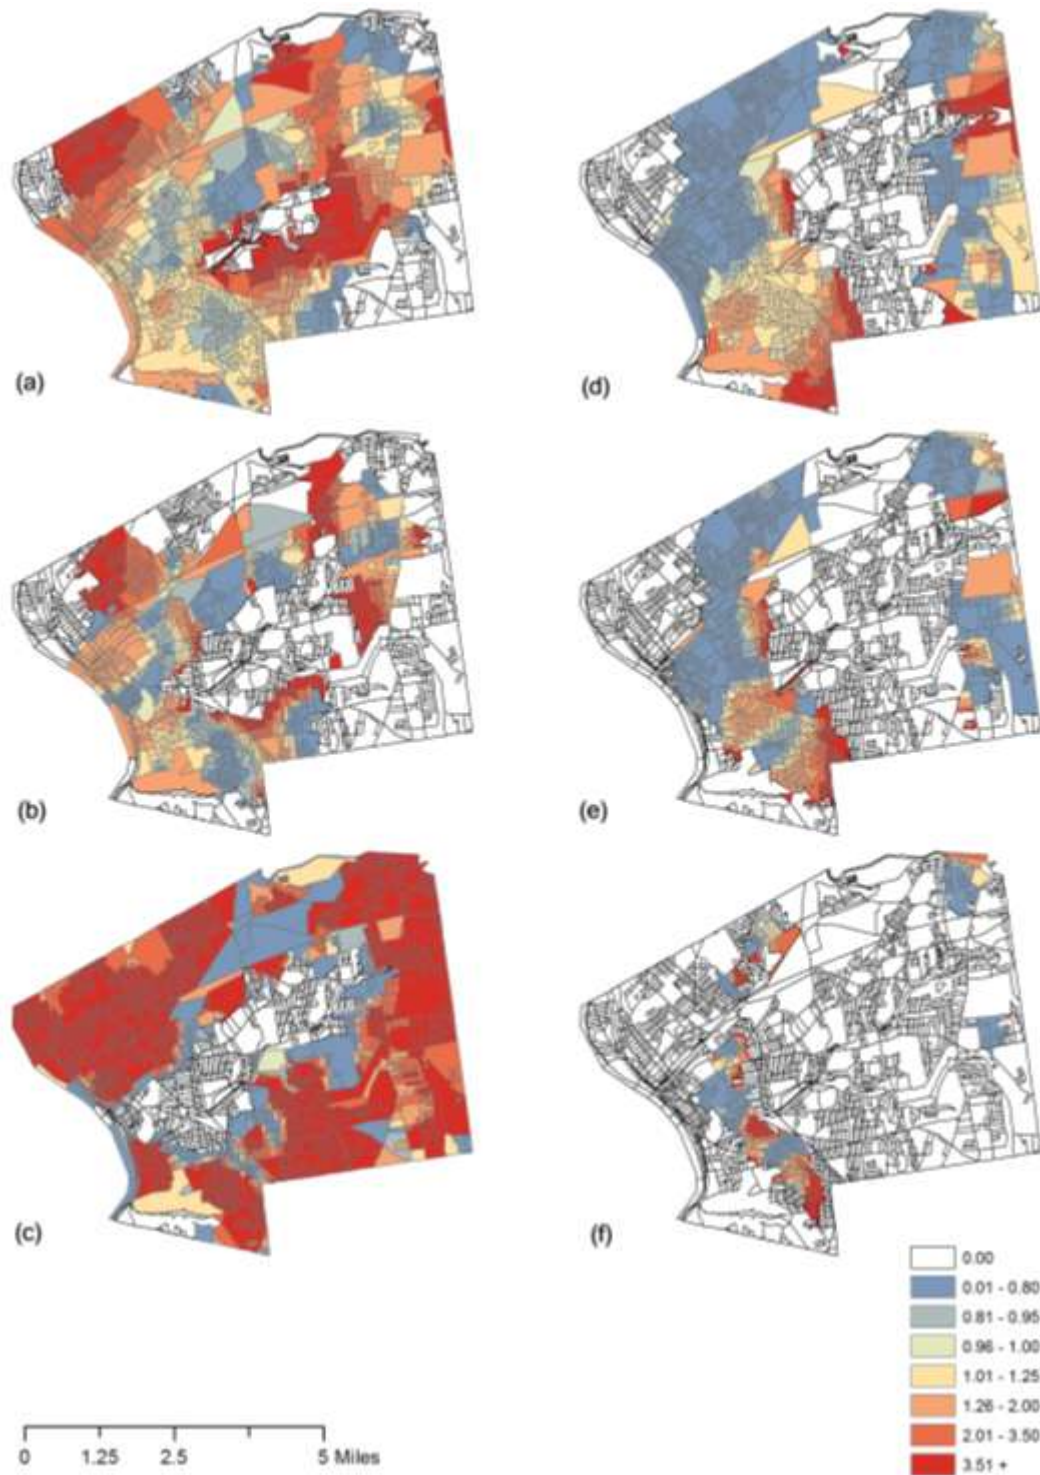 (a)
(d)
(b)
(e)
(c)
(f)
0.00
0.01 - 0.80
0.81 - 0.95
0.96 - 1.00
1.01 - 1.25
1.26 - 2.00
2.01 - 3.50
3.51 +
0 1.25 2.5 5 Miles